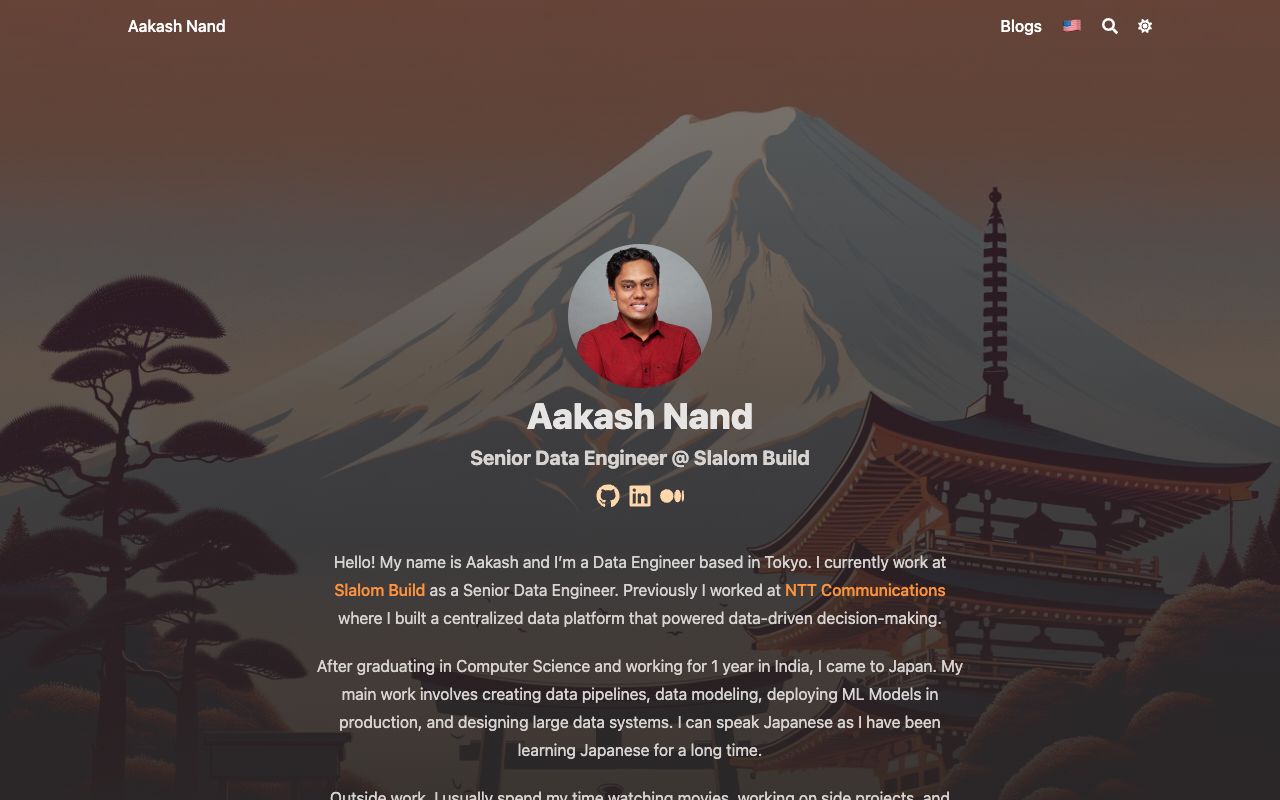 Aakash Nand
Blogs
Aakash Nand
Senior Data Engineer @ Slalom Build
Hello! My name is Aakash and I’m a Data Engineer based in Tokyo. I currently work at
Slalom Build as a Senior Data Engineer. Previously I worked at NTT Communications
where I built a centralized data platform that powered data-driven decision-making.
After graduating in Computer Science and working for 1 year in India, I came to Japan. My
main work involves creating data pipelines, data modeling, deploying ML Models in
production, and designing large data systems. I can speak Japanese as I have been
learning Japanese for a long time.
Outside work, I usually spend my time watching movies, working on side projects, and